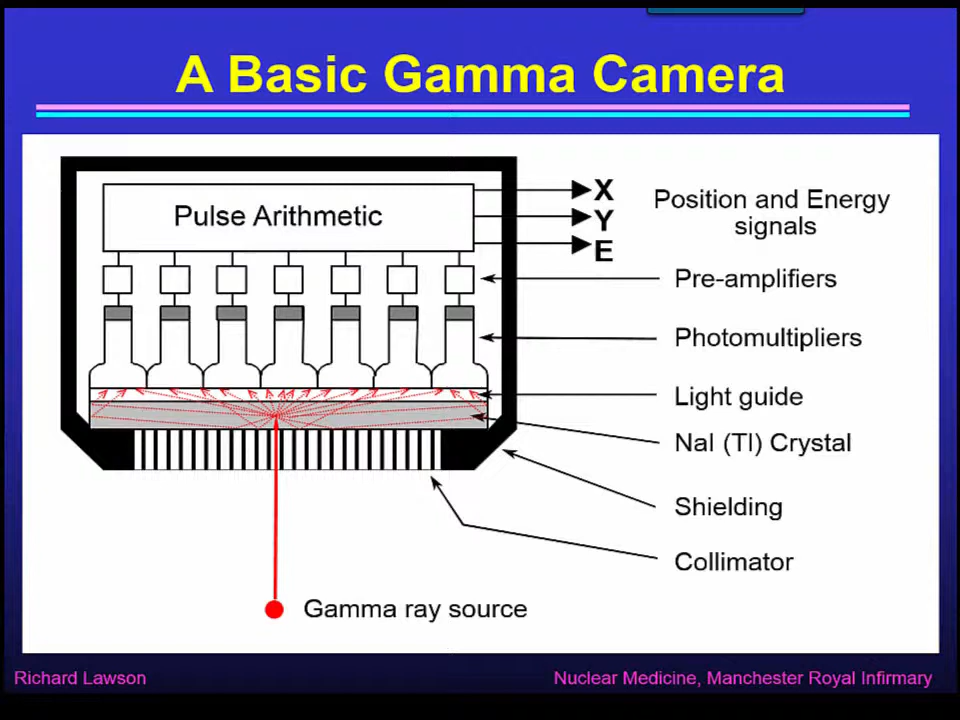 A Basic Gamma Camera
Pulse Arithmetic
X
Y
E
Position and Energy
signals
Pre-amplifiers
Photomultipliers
Light guide
NaI (Tl) Crystal
Shielding
Collimator
Gamma ray source
Richard Lawson
Nuclear Medicine, Manchester Royal Infirmary